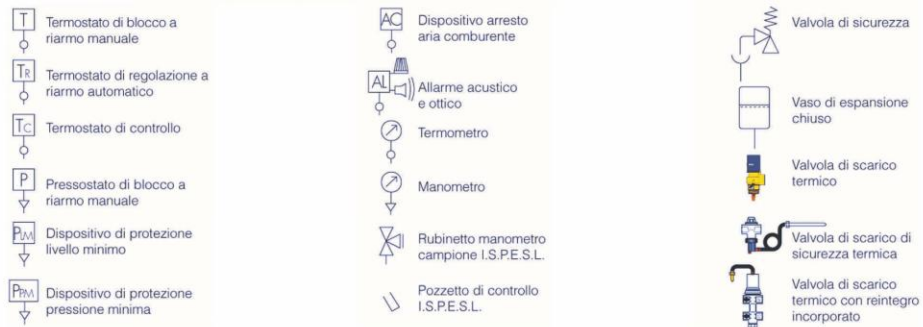 T
Termostato di blocco a
riarmo manuale
TR
Termostato di regolazione a
riarmo automatico
TC
Termostato di controllo
P
Pressostato di blocco a
riarmo manuale
PLM
Dispositivo di protezione
livello minimo
PPM
Dispositivo di protezione
pressione minima
AC
Dispositivo arresto
aria comburente
AL
Allarme acustico
e ottico
Termometro
Manometro
Rubinetto manometro
campione I.S.P.E.S.L.
Pozzetto di controllo
I.S.P.E.S.L.
Valvola di sicurezza
Vaso di espansione
chiuso
Valvola di scarico
termico
Valvola di scarico di
sicurezza termica
Valvola di scarico
termico con reintegro
incorporato